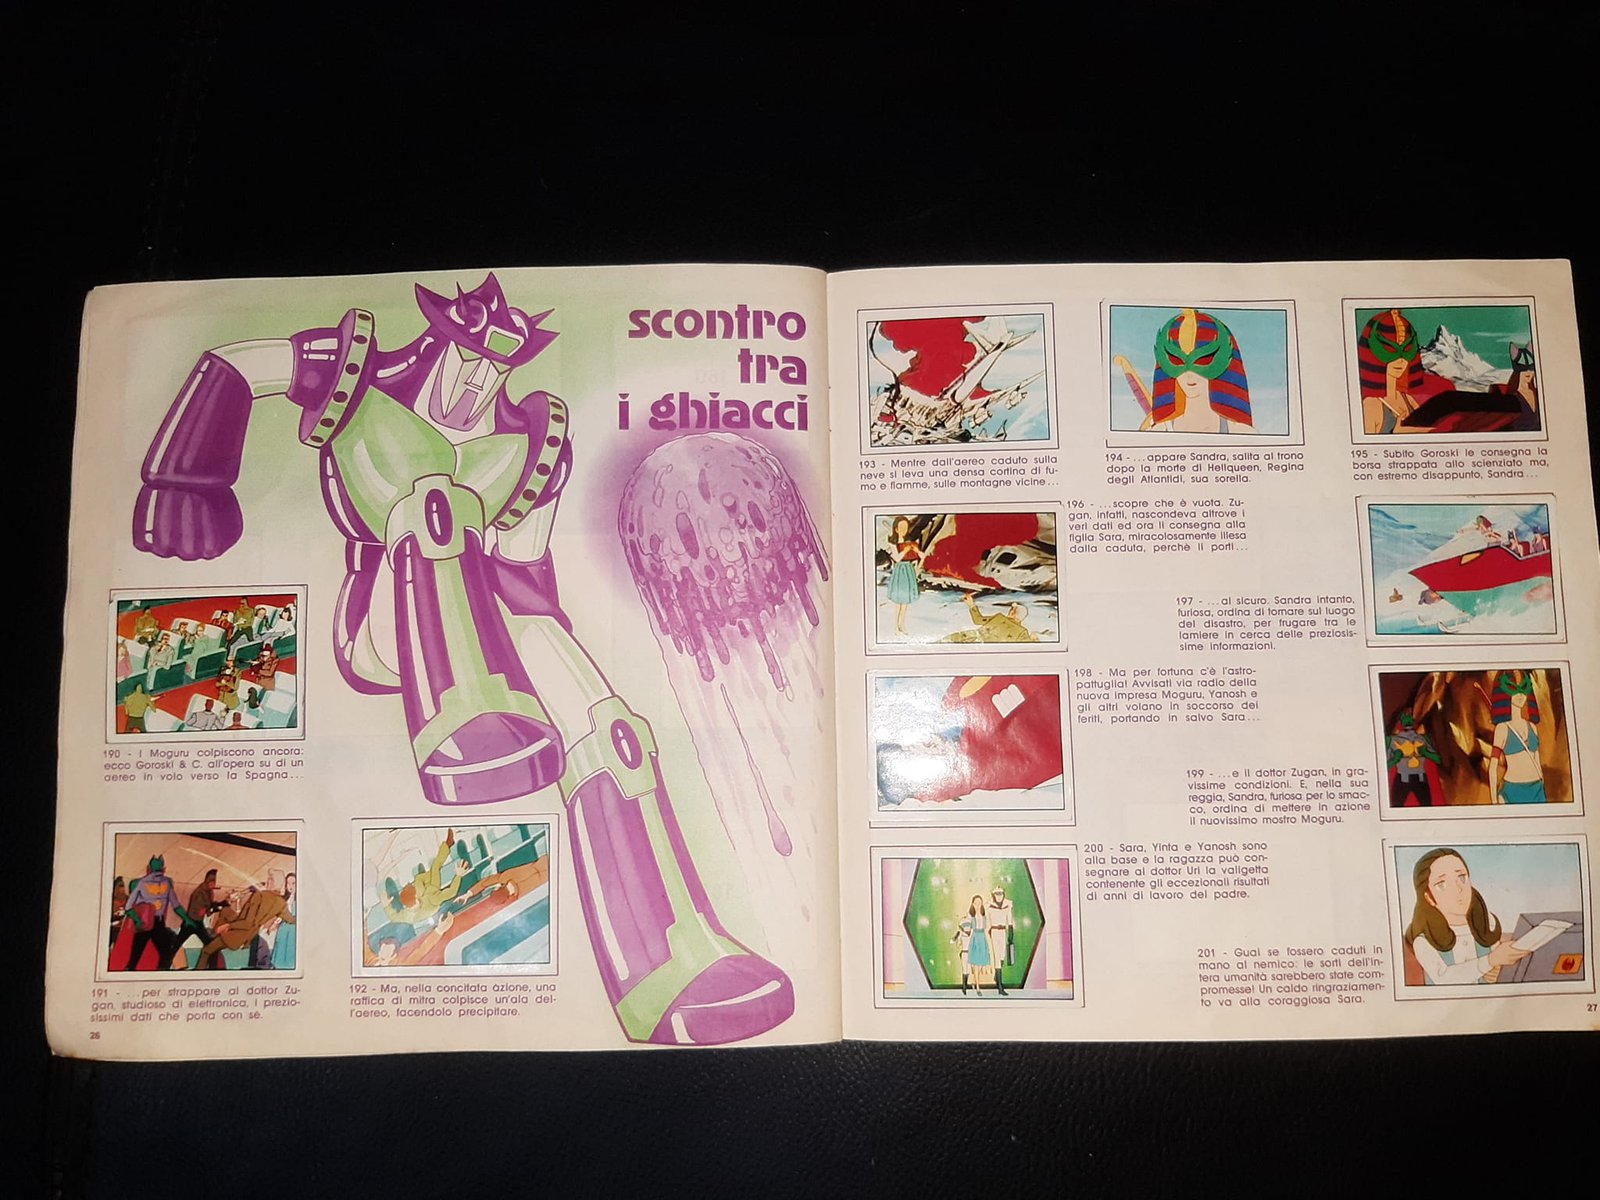 scontro
tra
i ghiacci
190 - I Moguru colpiscono ancora:
ecco Goroski & C. all'opera su di un
aereo in volo verso la Spagna...
191 - ...per strappare al dottor Zu-
gan, studioso di elettronica, i prezio-
sissimi dati che porta con sè.
192 - Ma, nella concitata azione, una
raffica di mitra colpisce un'ala del-
l'aereo, facendolo precipitare.
26
193 - Mentre dall'aereo caduto sulla
neve si leva una densa cortina di fu-
mo e fiamme, sulle montagne vicine...
194 - ...appare Sandra, salita al trono
dopo la morte di Hellqueen, Regina
degli Atlantidi, sua sorella.
195 - Subito Goroski le consegna la
borsa strappata allo scienziato ma,
con estremo disappunto, Sandra...
196 - ...scopre che è vuota. Zu-
gan, infatti, nascondeva altrove i
veri dati ed ora li consegna alla
figlia Sara, miracolosamente illesa
dalla caduta, perchè li porti...
197 - ...al sicuro. Sandra intanto,
furiosa, ordina di tornare sul luogo
del disastro, per frugare tra le
lamiere in cerca delle preziosis-
sime informazioni.
198 - Ma per fortuna c'è l'astro-
pattuglia! Avvisati via radio della
nuova impresa Moguru, Yanosh e
gli altri volano in soccorso dei
feriti, portando in salvo Sara...
199 - ...e il dottor Zugan, in gra-
vissime condizioni. E, nella sua
reggia, Sandra, furiosa per lo smac-
co, ordina di mettere in azione
il nuovissimo mostro Moguru.
200 - Sara, Yinta e Yanosh sono
alla base e la ragazza può con-
segnare al dottor Uri la valigetta
contenente gli eccezionali risultati
di anni di lavoro del padre.
201 - Guai se fossero caduti in
mano al nemico: le sorti dell'in-
tera umanità sarebbero state com-
promesse! Un caldo ringraziamen-
to va alla coraggiosa Sara.
27